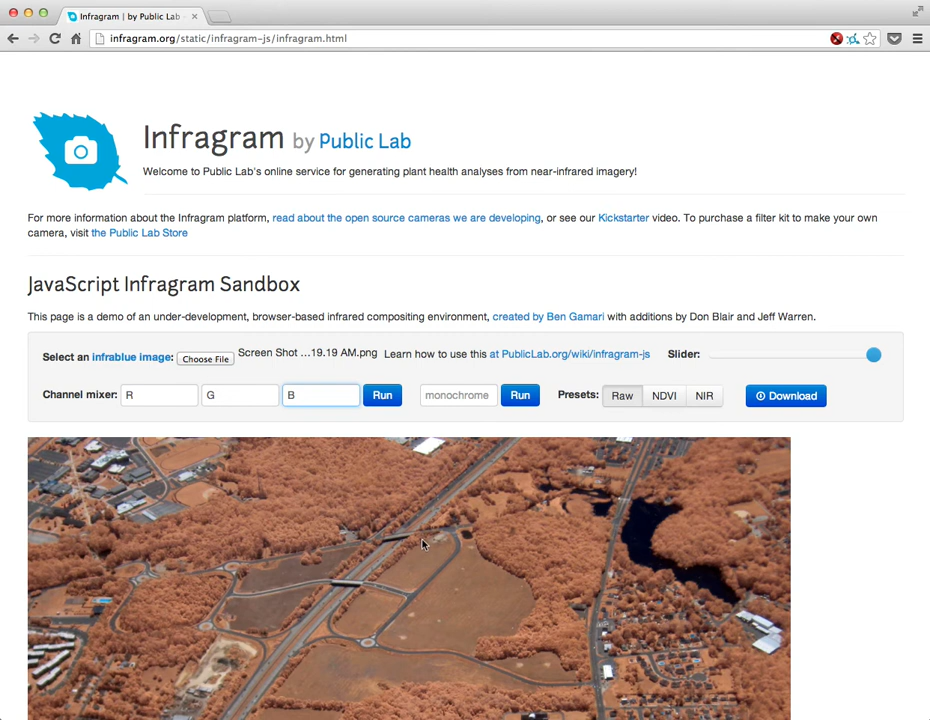 Infragram | by Public Lab
infragram.org/static/infragram-js/infragram.html
Infragram by Public Lab
Welcome to Public Lab's online service for generating plant health analyses from near-infrared imagery!
For more information about the Infragram platform, read about the open source cameras we are developing, or see our Kickstarter video. To purchase a filter kit to make your own
camera, visit the Public Lab Store
JavaScript Infragram Sandbox
This page is a demo of an under-development, browser-based infrared compositing environment, created by Ben Gamari with additions by Don Blair and Jeff Warren.
Select an infrablue image: Choose File Screen Shot ...19.19 AM.png Learn how to use this at PublicLab.org/wiki/infragram-js Slider:
Channel mixer: R G B Run monochrome Run Presets: Raw NDVI NIR Download